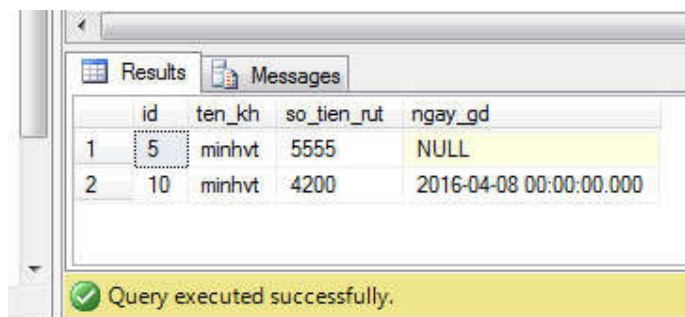 Results Messages
id ten_kh so_tien_rut ngay_gd
1 5 minhvt 5555 NULL
2 10 minhvt 4200 2016-04-08 00:00:00.000
Query executed successfully.